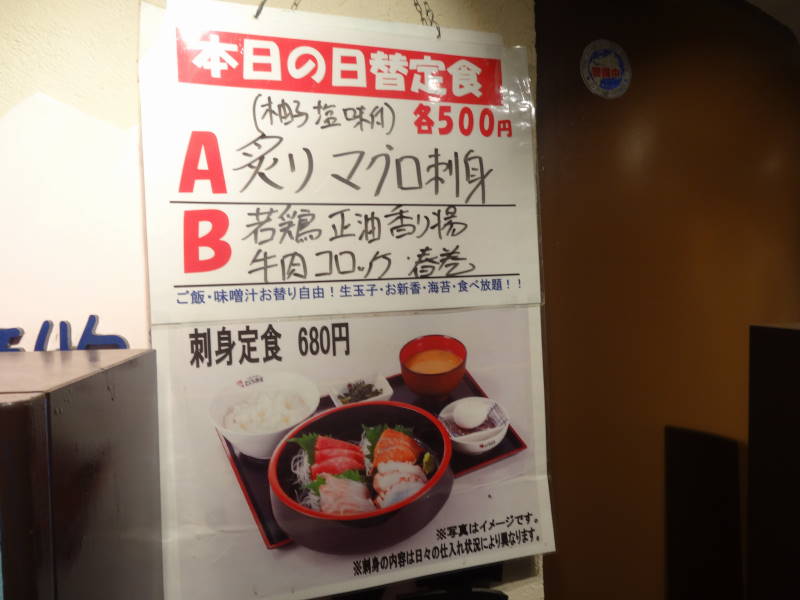 本日の日替定食
(柚子塩味付) 各500円
A 炙りマグロ刺身
B 若鶏正油香り揚
牛肉コロッケ・春巻
ご飯・味噌汁お替り自由!生玉子・お新香・海苔・食べ放題!!
刺身定食 680円
※写真はイメージです。
※刺身の内容は日々の仕入れ状況により異なります。